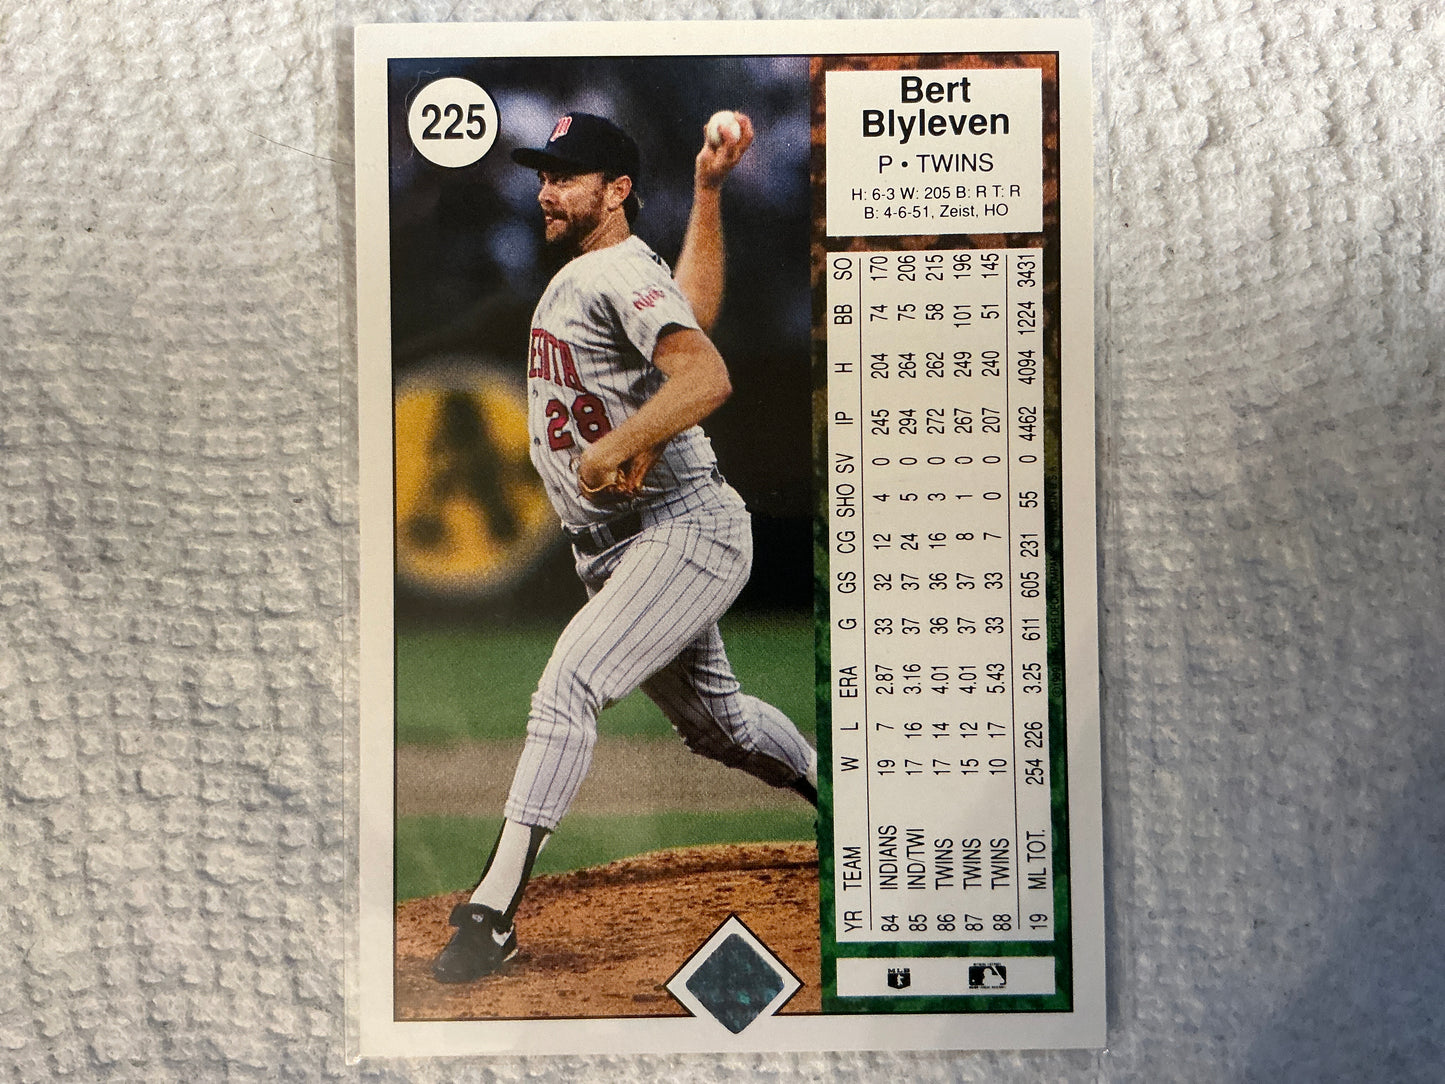 225
ESOTA
28
A
Bert
Blyleven
P • TWINS
H: 6-3 W: 205 B: R T: R
B: 4-6-51, Zeist, HO
YR TEAM W L ERA G GS CG SHO SV IP H BB SO
84 INDIANS 19 7 2.87 33 32 12 4 0 245 204 74 170
85 IND/TWI 17 16 3.16 37 37 24 5 0 294 264 75 206
86 TWINS 17 14 4.01 36 36 16 3 0 272 262 58 215
87 TWINS 15 12 4.01 37 37 8 1 0 267 249 101 196
88 TWINS 10 17 5.43 33 33 7 0 0 207 240 51 145
19 ML TOT. 254 226 3.25 611 605 231 55 0 4462 4094 1224 3431
MLB